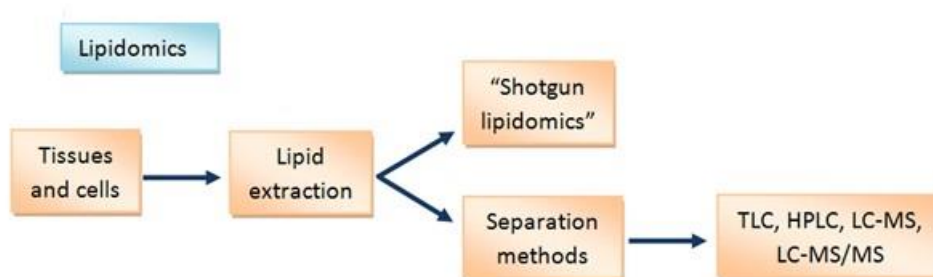 Lipidomics
"Shotgun
lipidomics”
Tissues
and cells
Lipid
extraction
Separation
methods
TLC, HPLC, LC-MS,
LC-MS/MS